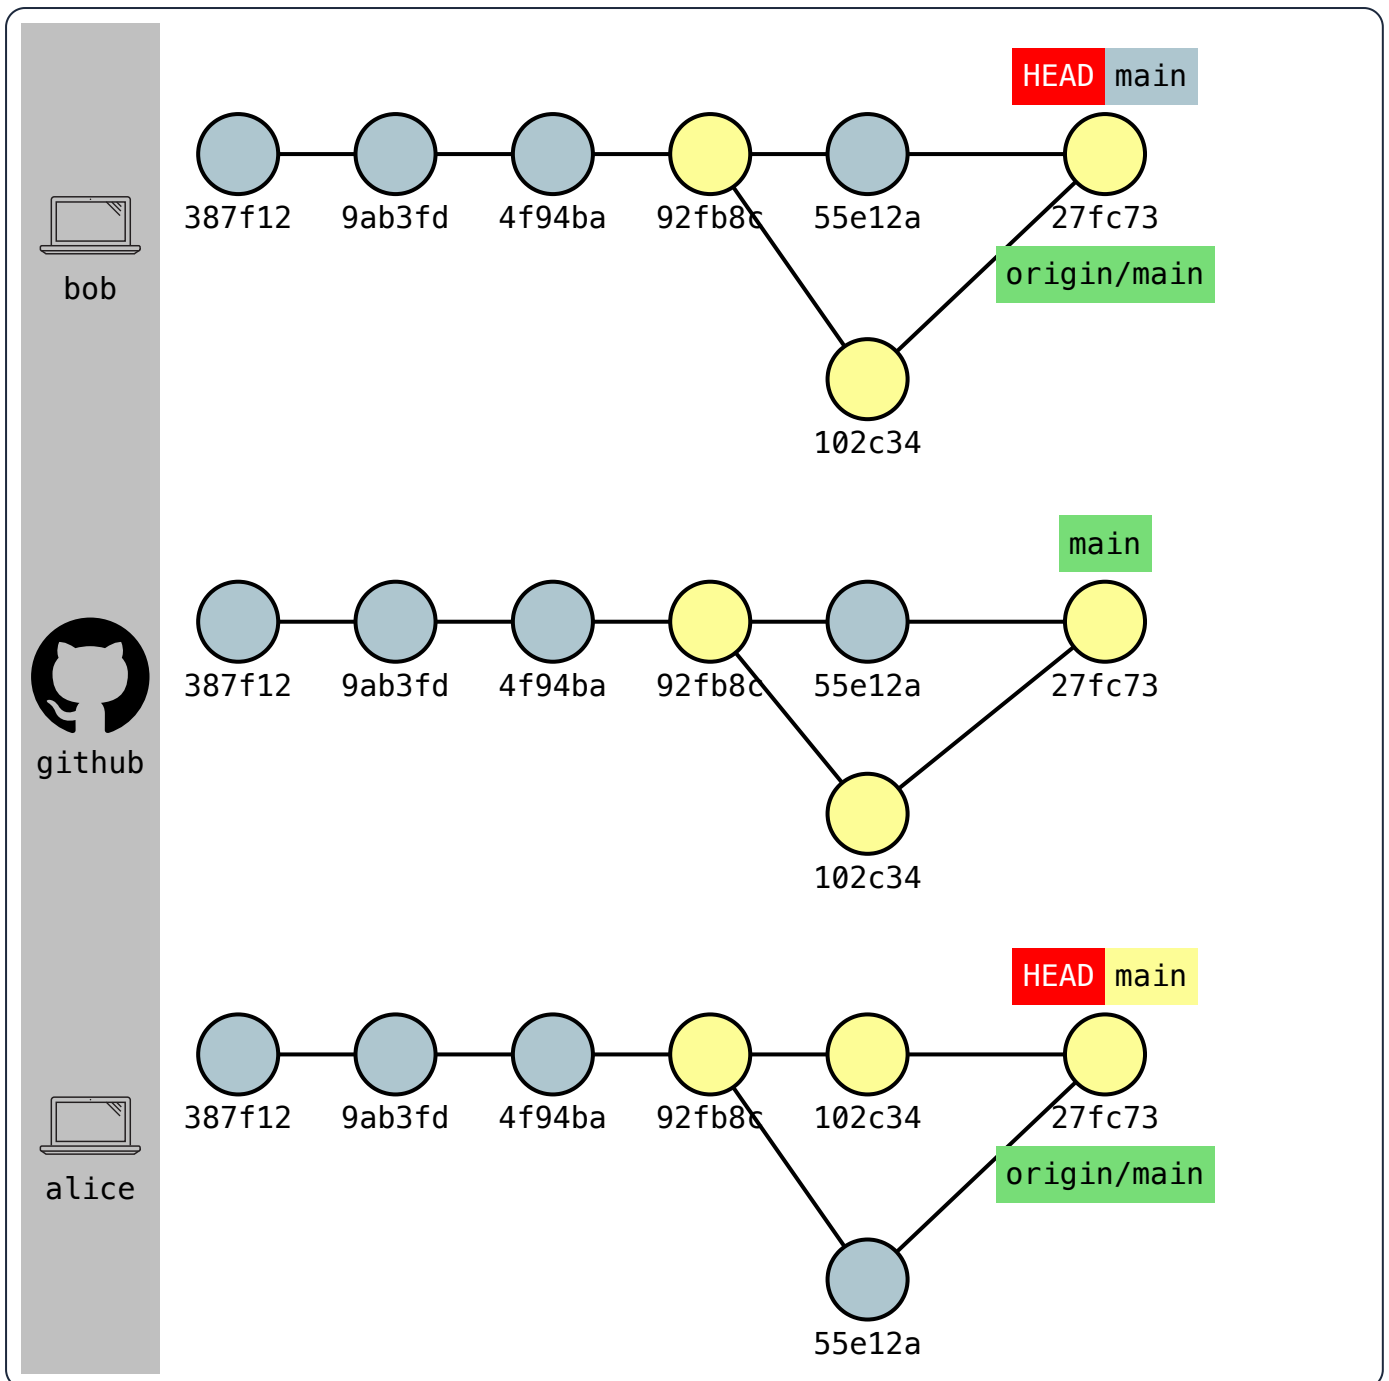 HEAD main
387f12 9ab3fd 4f94ba 92fb8c 55e12a 27fc73
origin/main
bob
102c34
main
387f12 9ab3fd 4f94ba 92fb8c 55e12a 27fc73
github
102c34
HEAD main
387f12 9ab3fd 4f94ba 92fb8c 102c34 27fc73
origin/main
alice
55e12a